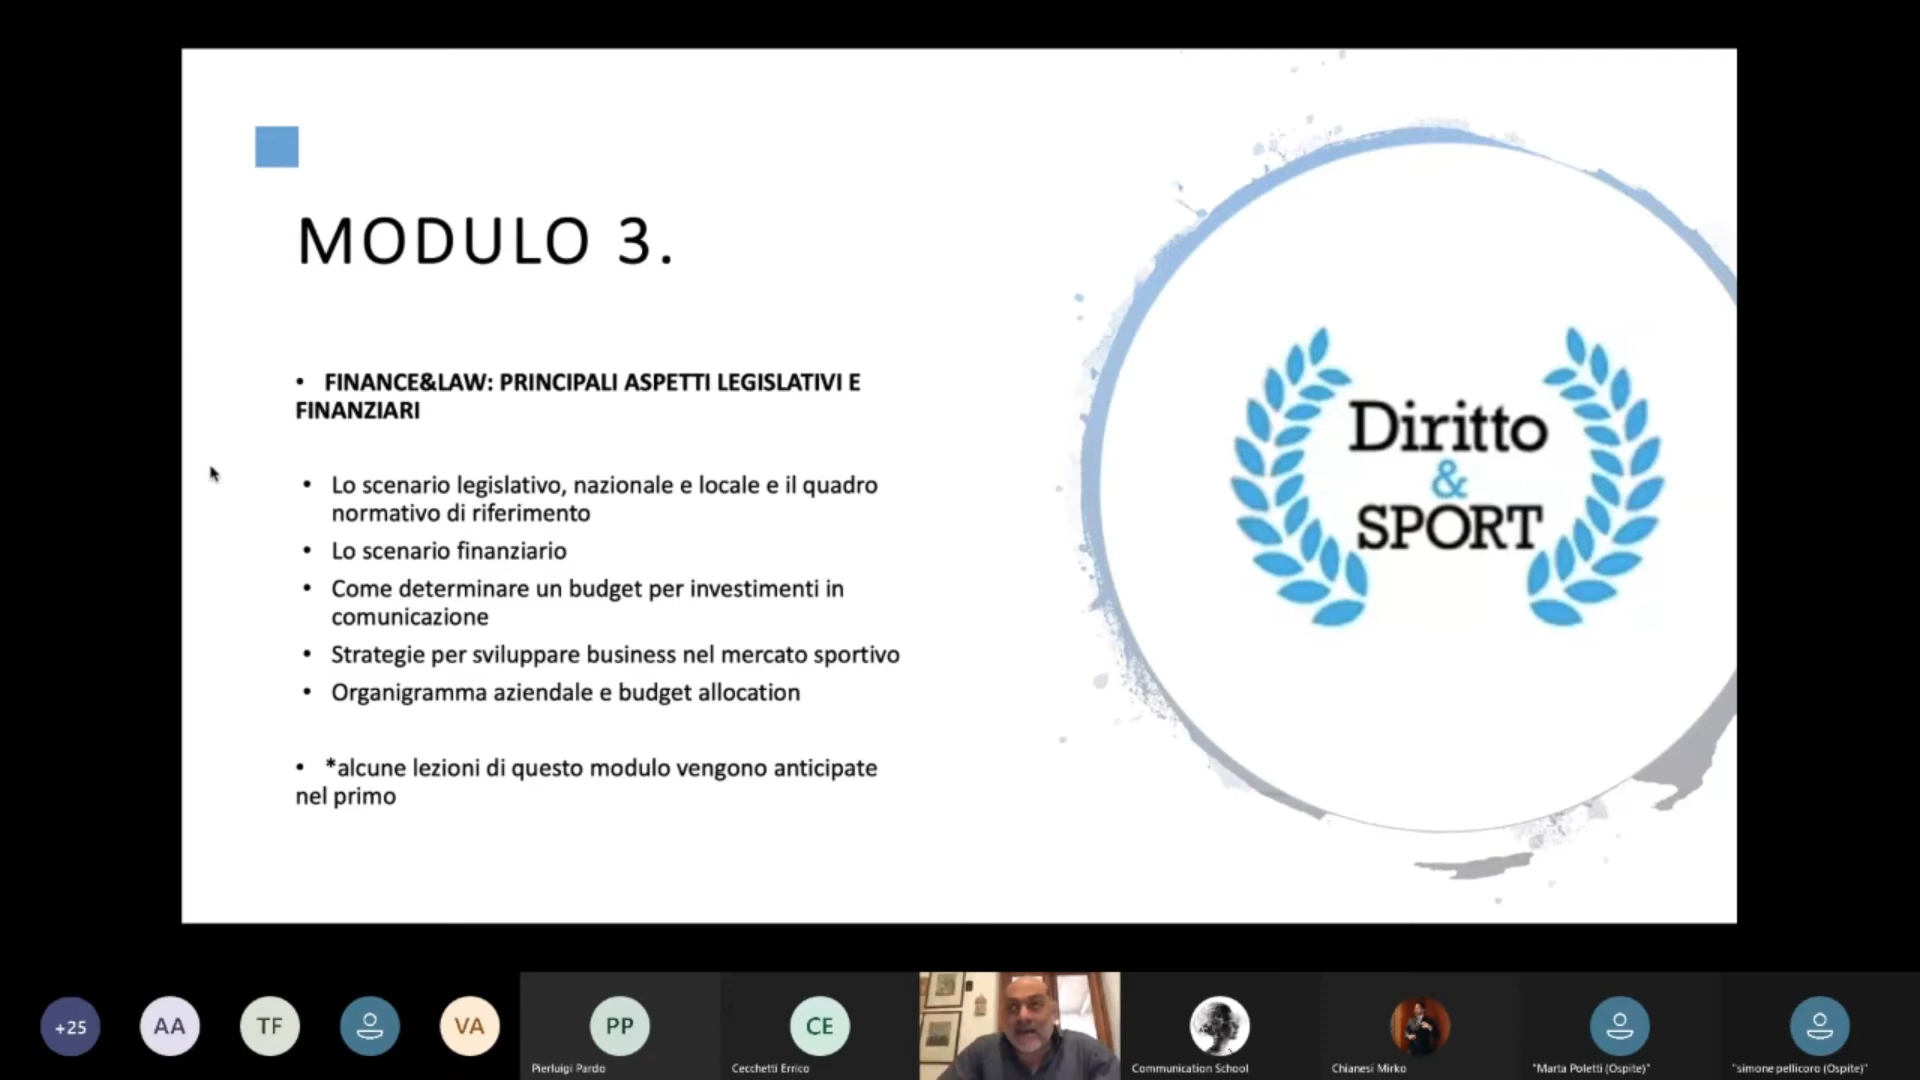 MODULO 3.
• FINANCE&LAW: PRINCIPALI ASPETTI LEGISLATIVI E
FINANZIARI
• Lo scenario legislativo, nazionale e locale e il quadro
normativo di riferimento
• Lo scenario finanziario
• Come determinare un budget per investimenti in
comunicazione
• Strategie per sviluppare business nel mercato sportivo
• Organigramma aziendale e budget allocation
• *alcune lezioni di questo modulo vengono anticipate
nel primo
Diritto
&
SPORT
+25
AA
TF
VA
PP
CE
Pierluigi Pardo
Cecchetti Errico
Communication School
Chianesi Mirko
"Marta Poletti (Ospite)"
"simone pellicoro (Ospite)"